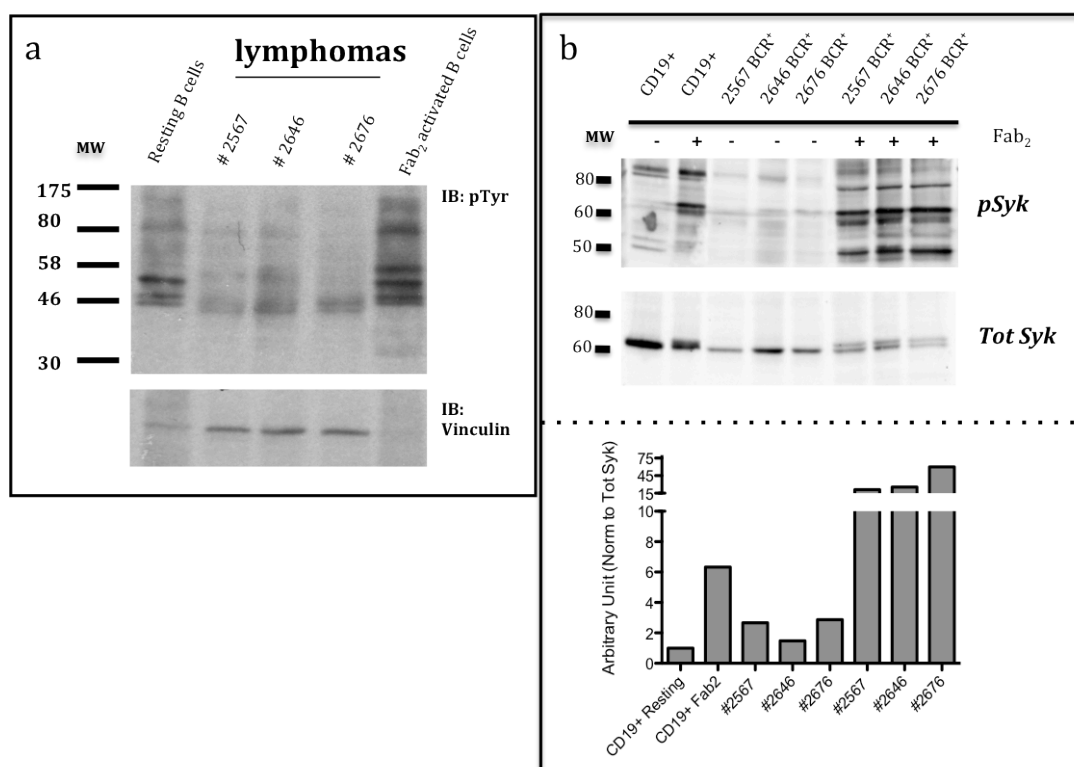 a
lymphomas
Resting B cells
# 2567
# 2646
# 2676
Fab2 activated B cells
MW
175
80
58
46
30
IB: pTyr
IB:
Vinculin
b
CD19+
CD19+
2567 BCR+
2646 BCR+
2676 BCR+
2567 BCR+
2646 BCR+
2676 BCR+
MW
- + - - - + + + Fab2
80
60
50
pSyk
80
60
Tot Syk
Arbitrary Unit (Norm to Tot Syk)
75
45
15
10
8
6
4
2
0
CD19+ Resting
CD19+ Fab2
#2567
#2646
#2676
#2567
#2646
#2676